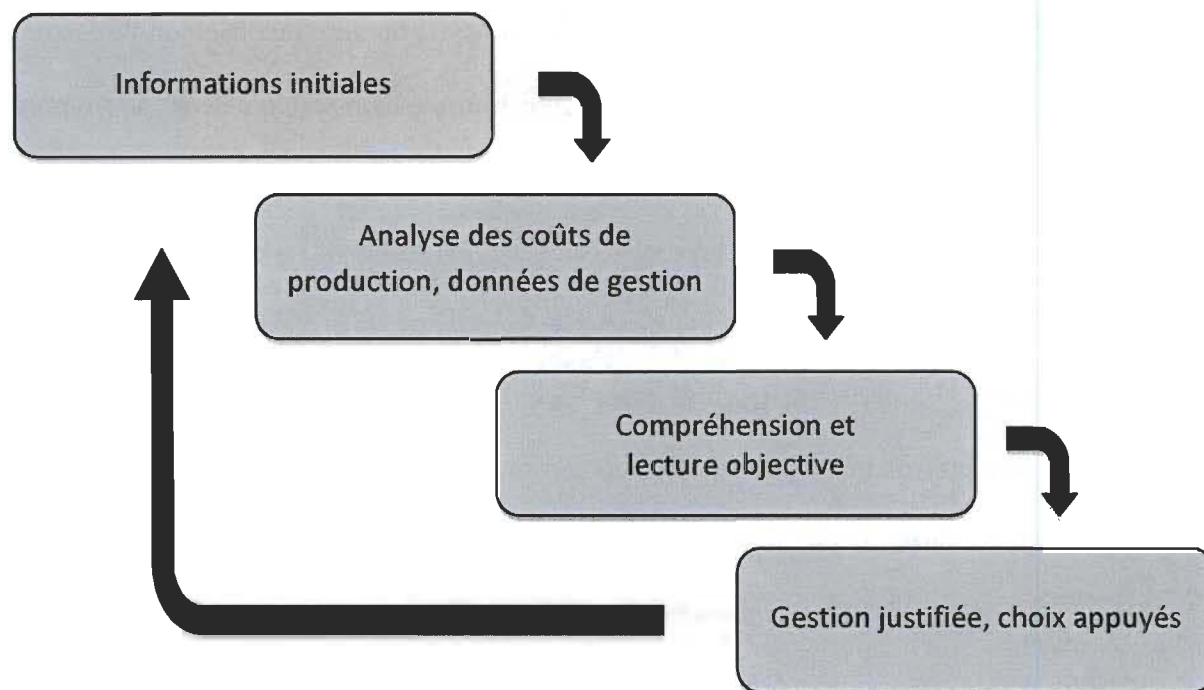 Informations initiales
Analyse des coûts de
production, données de gestion
Compréhension et
lecture objective
Gestion justifiée, choix appuyés